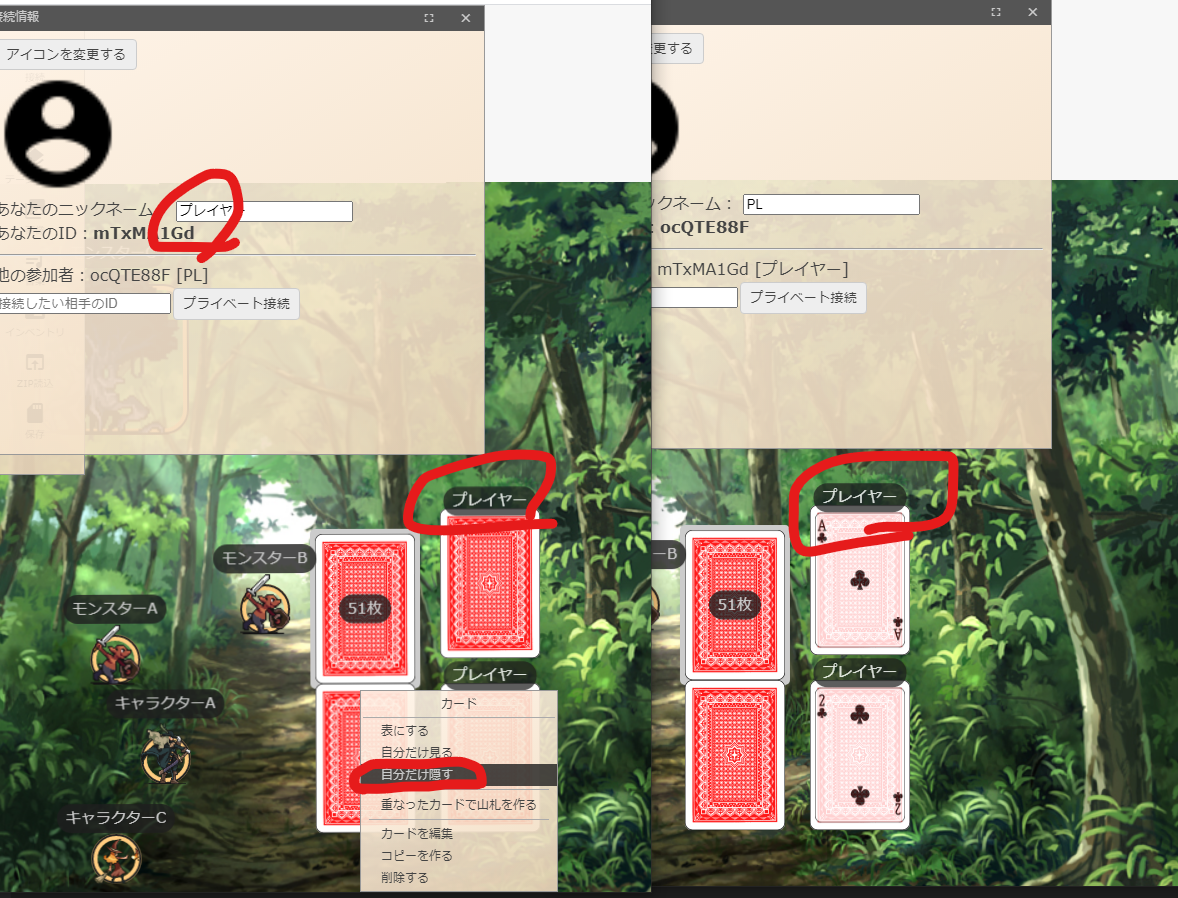 接続情報
アイコンを変更する
あなたのニックネーム
プレイヤー
あなたのID：mTxMA1Gd
他の参加者：ocQTE88F [PL]
接続したい相手のID
プライベート接続
プレイヤー
モンスターB
51枚
モンスターA
プレイヤー
キャラクターA
カード
表にする
自分だけ見る
自分だけ隠す
重なったカードで山札を作る
カードを編集
コピーを作る
削除する
キャラクターC
更する
クネーム：
PL
: ocQTE88F
mTxMA1Gd [プレイヤー]
プライベート接続
プレイヤー
A
A
ーB
51枚
プレイヤー
2
2